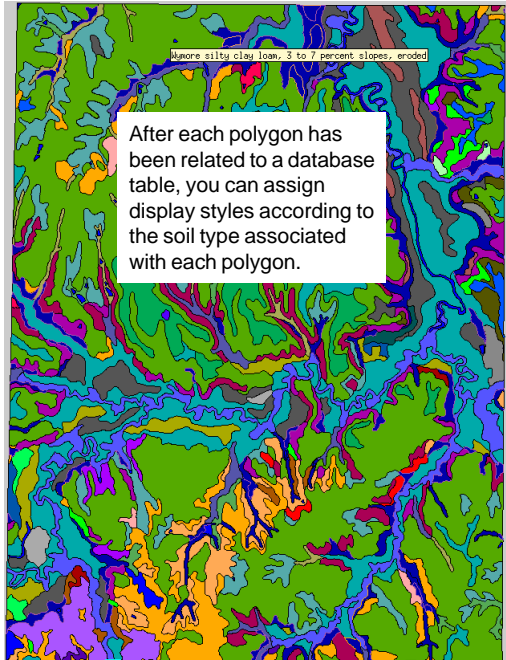 Wymore silty clay loam, 3 to 7 percent slopes, eroded
After each polygon has
been related to a database
table, you can assign
display styles according to
the soil type associated
with each polygon.